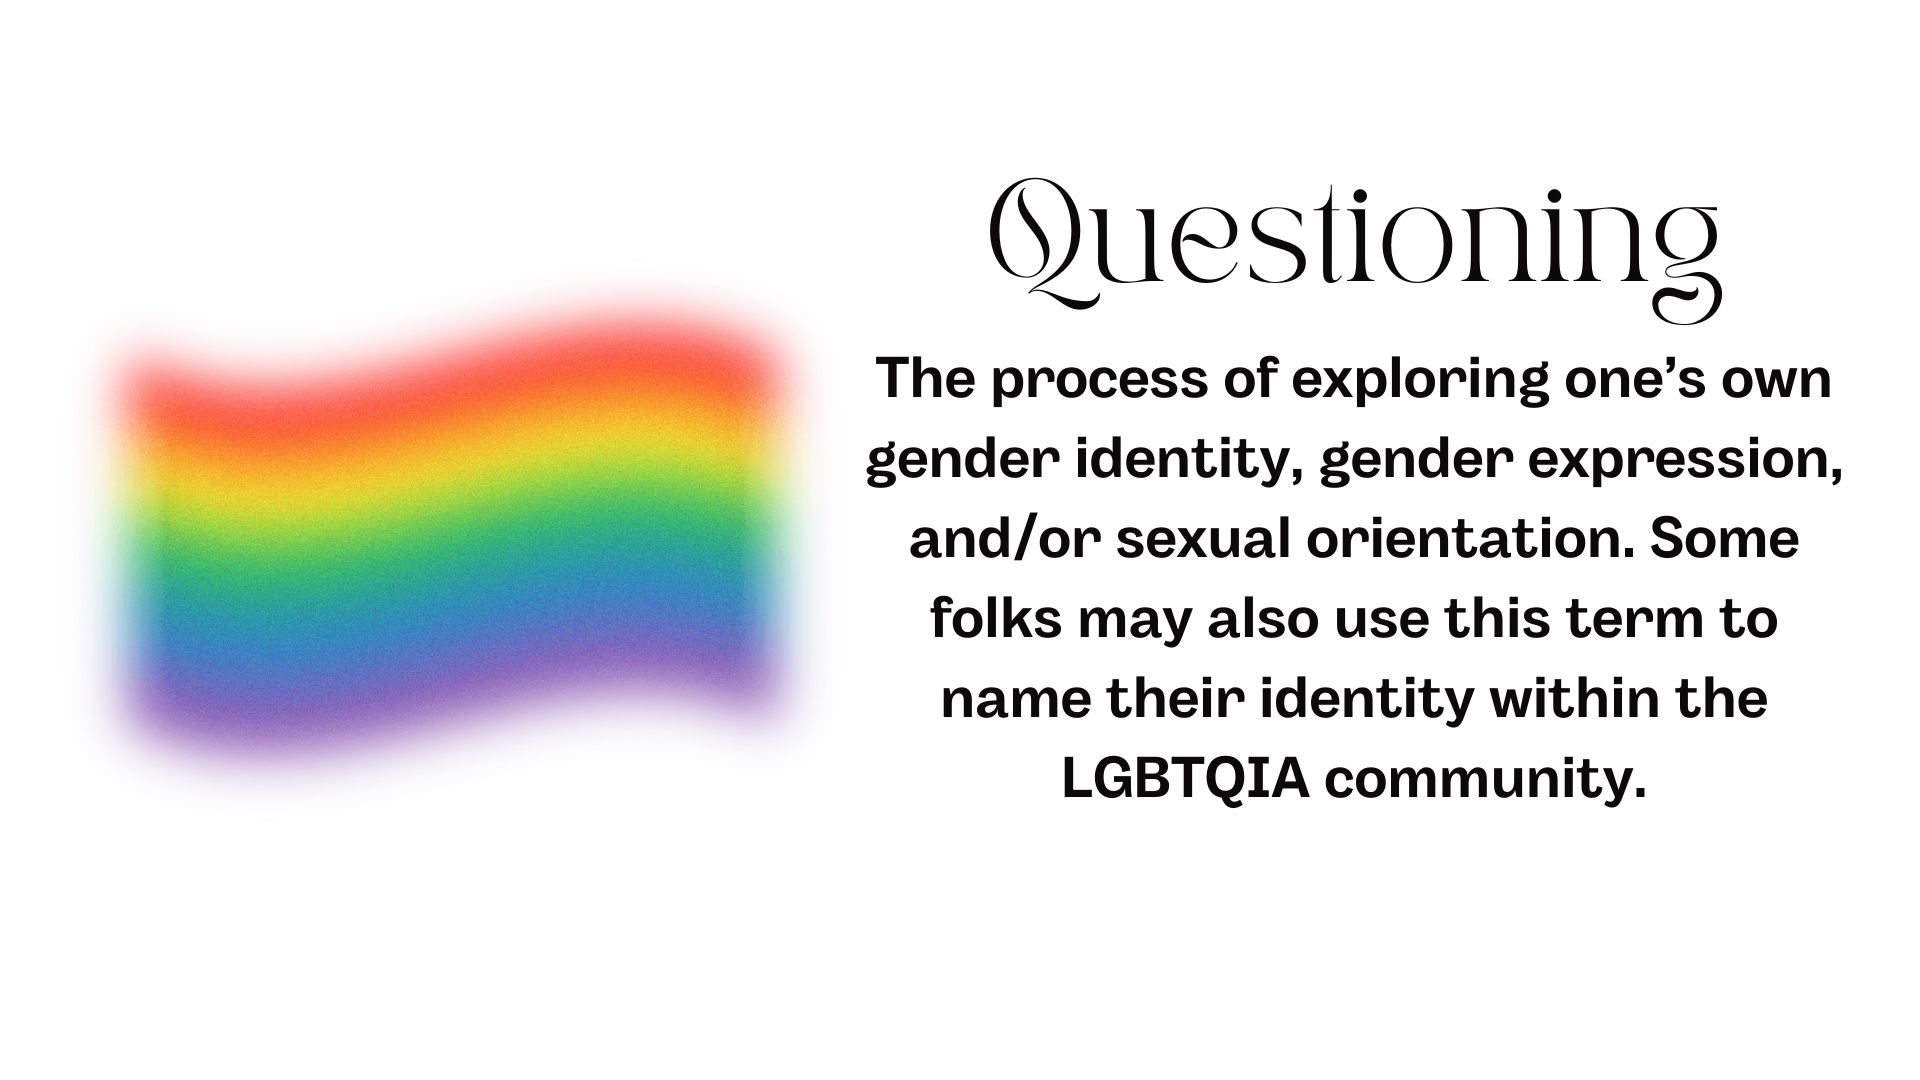 Questioning
The process of exploring one’s own
gender identity, gender expression,
and/or sexual orientation. Some
folks may also use this term to
name their identity within the
LGBTQIA community.